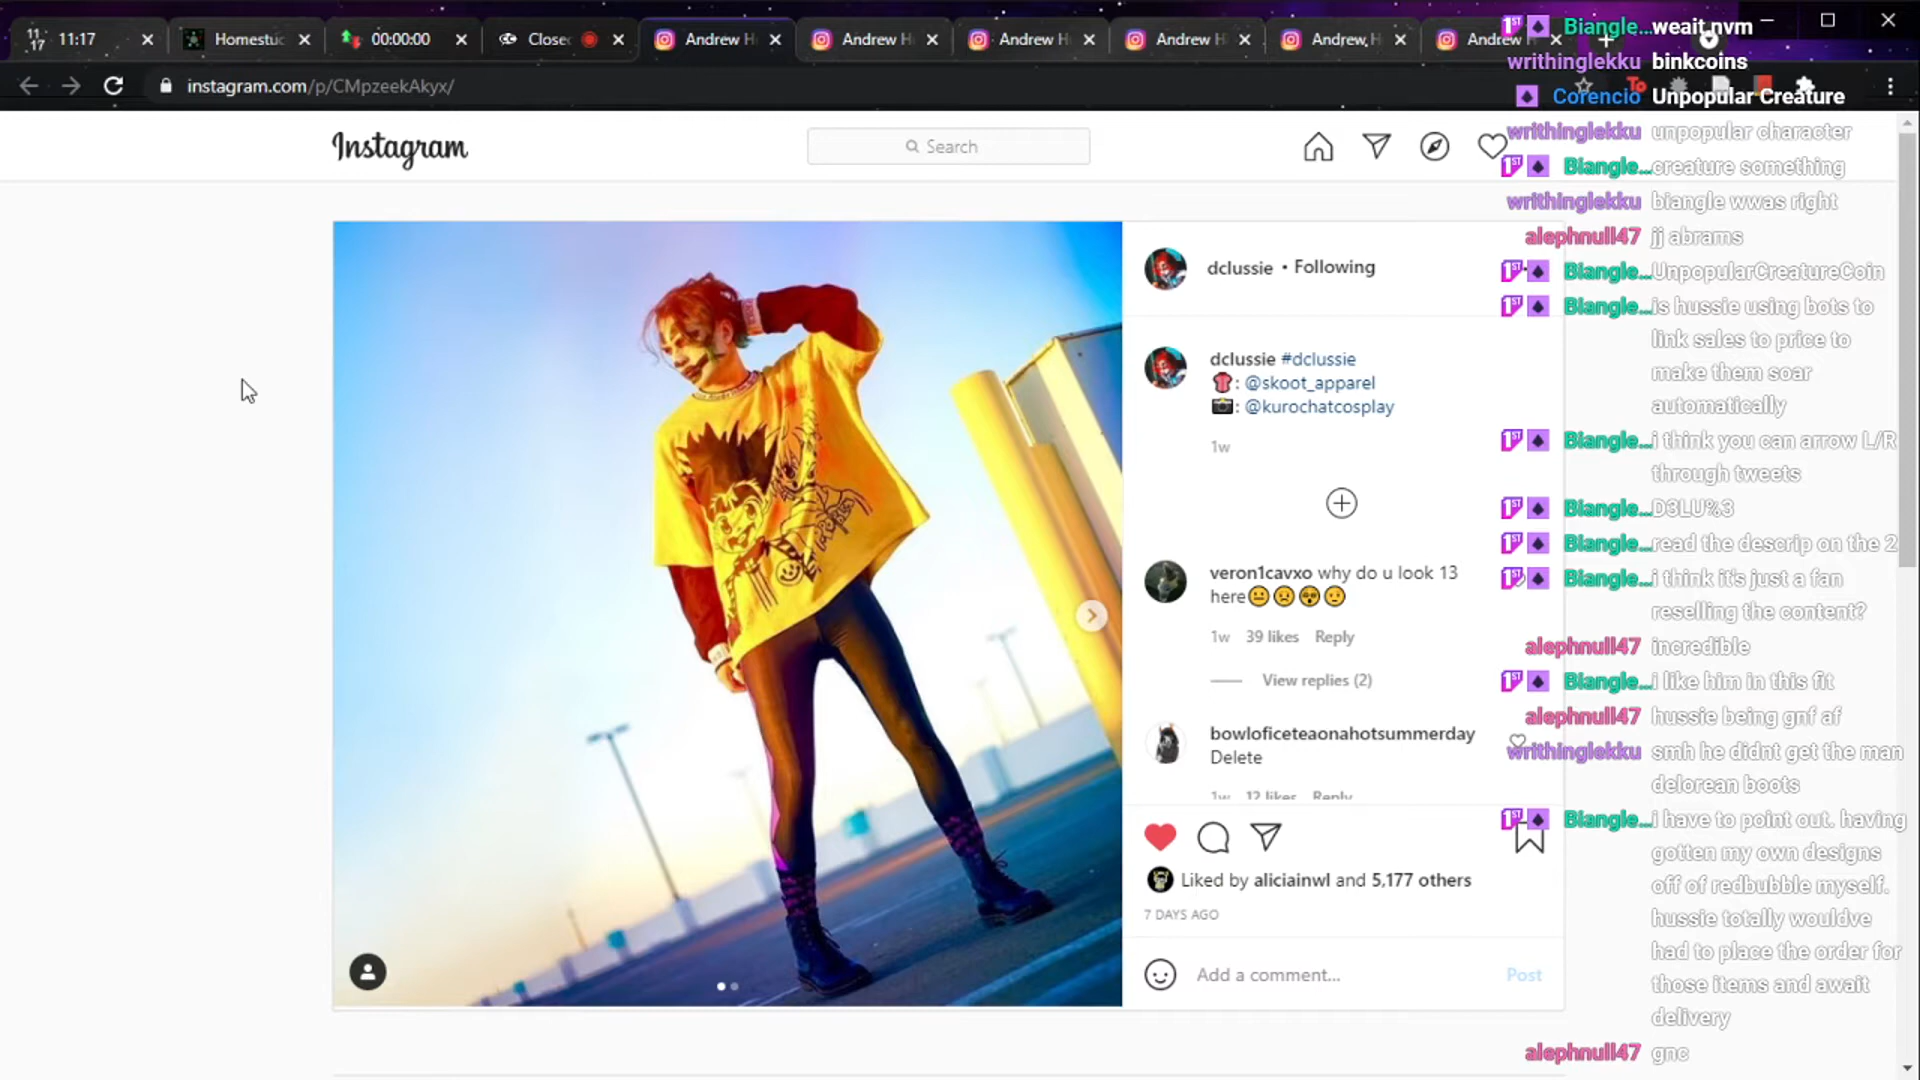 11:17
Homestuc
00:00:00
Close
Andrew H
Andrew H
Andrew H
Andrew H
Andrew, H
Andrew
instagram.com/p/CMpzeekAkyx/
Instagram
Search
dclussie • Following
dclussie #dclussie
: @skoot_apparel
: @kurochatcosplay
1w
veron1cavxo why do u look 13
here
1w 39 likes Reply
View replies (2)
bowloficeteaonahotsummerday
Delete
1w 12 likes Reply
Liked by aliciainwl and 5,177 others
7 DAYS AGO
Add a comment...
Post
Biangle...weait nvm
writhinglekku binkcoins
Corencio Unpopular Creature
writhinglekku unpopular character
Biangle...creature something
writhinglekku biangle wwas right
alephnull47 jj abrams
Biangle...UnpopularCreatureCoin
Biangle...is hussie using bots to
link sales to price to
make them soar
automatically
Biangle...i think you can arrow L/R
through tweets
Biangle...D3LU%3
Biangle...read the descrip on the 2
Biangle...i think it's just a fan
reselling the content?
alephnull47 incredible
Biangle...i like him in this fit
alephnull47 hussie being gnf af
writhinglekku smh he didnt get the man
delorean boots
Biangle...i have to point out. having
gotten my own designs
off of redbubble myself.
hussie totally wouldve
had to place the order for
those items and await
delivery
alephnull47 gnc